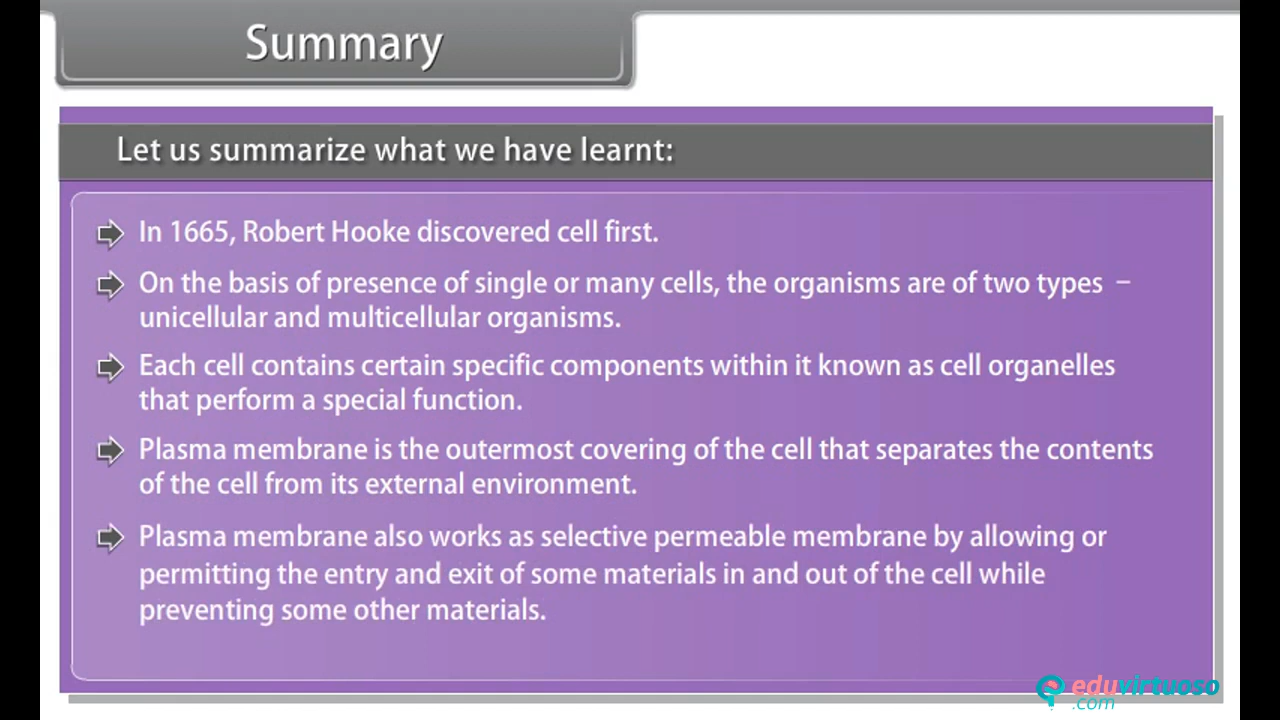 Summary
Let us summarize what we have learnt:
In 1665, Robert Hooke discovered cell first.
On the basis of presence of single or many cells, the organisms are of two types –
unicellular and multicellular organisms.
Each cell contains certain specific components within it known as cell organelles
that perform a special function.
Plasma membrane is the outermost covering of the cell that separates the contents
of the cell from its external environment.
Plasma membrane also works as selective permeable membrane by allowing or
permitting the entry and exit of some materials in and out of the cell while
preventing some other materials.
eduvirtuoso
.com